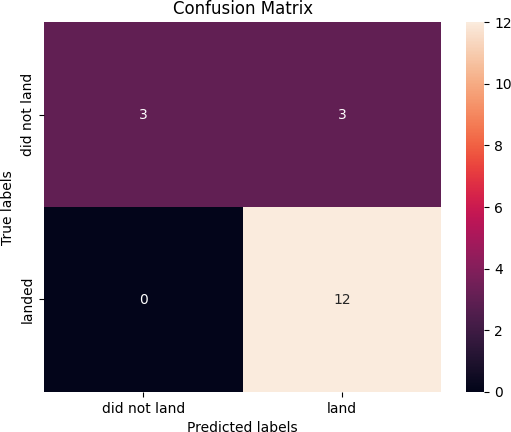 Confusion Matrix
True labels
did not land
landed
3 3
0 12
did not land land
Predicted labels
12
10
8
6
4
2
0